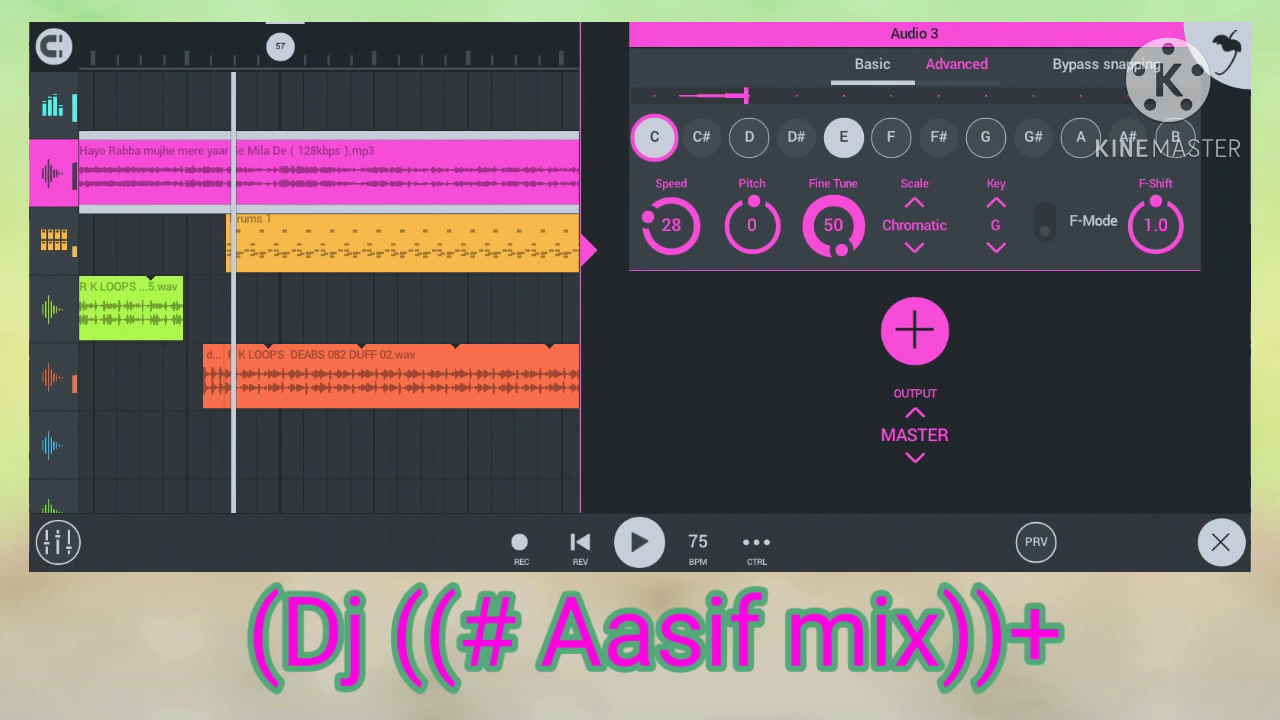 57
Audio 3
Basic Advanced Bypass snapping
K
KINEMASTER
C C# D D# E F F# G G# A A# B
Hayo Rabba mujhe mere yaar Se Mila De ( 128kbps ).mp3
Speed Pitch Fine Tune Scale Key F-Shift
28 0 50 Chromatic G F-Mode 1.0
rums 1
R K LOOPS ...5.wav
d... R K LOOPS DEABS 082 DUFF 02.wav
OUTPUT
MASTER
75
REC REV BPM CTRL
PRV
(Dj ((# Aasif mix))+